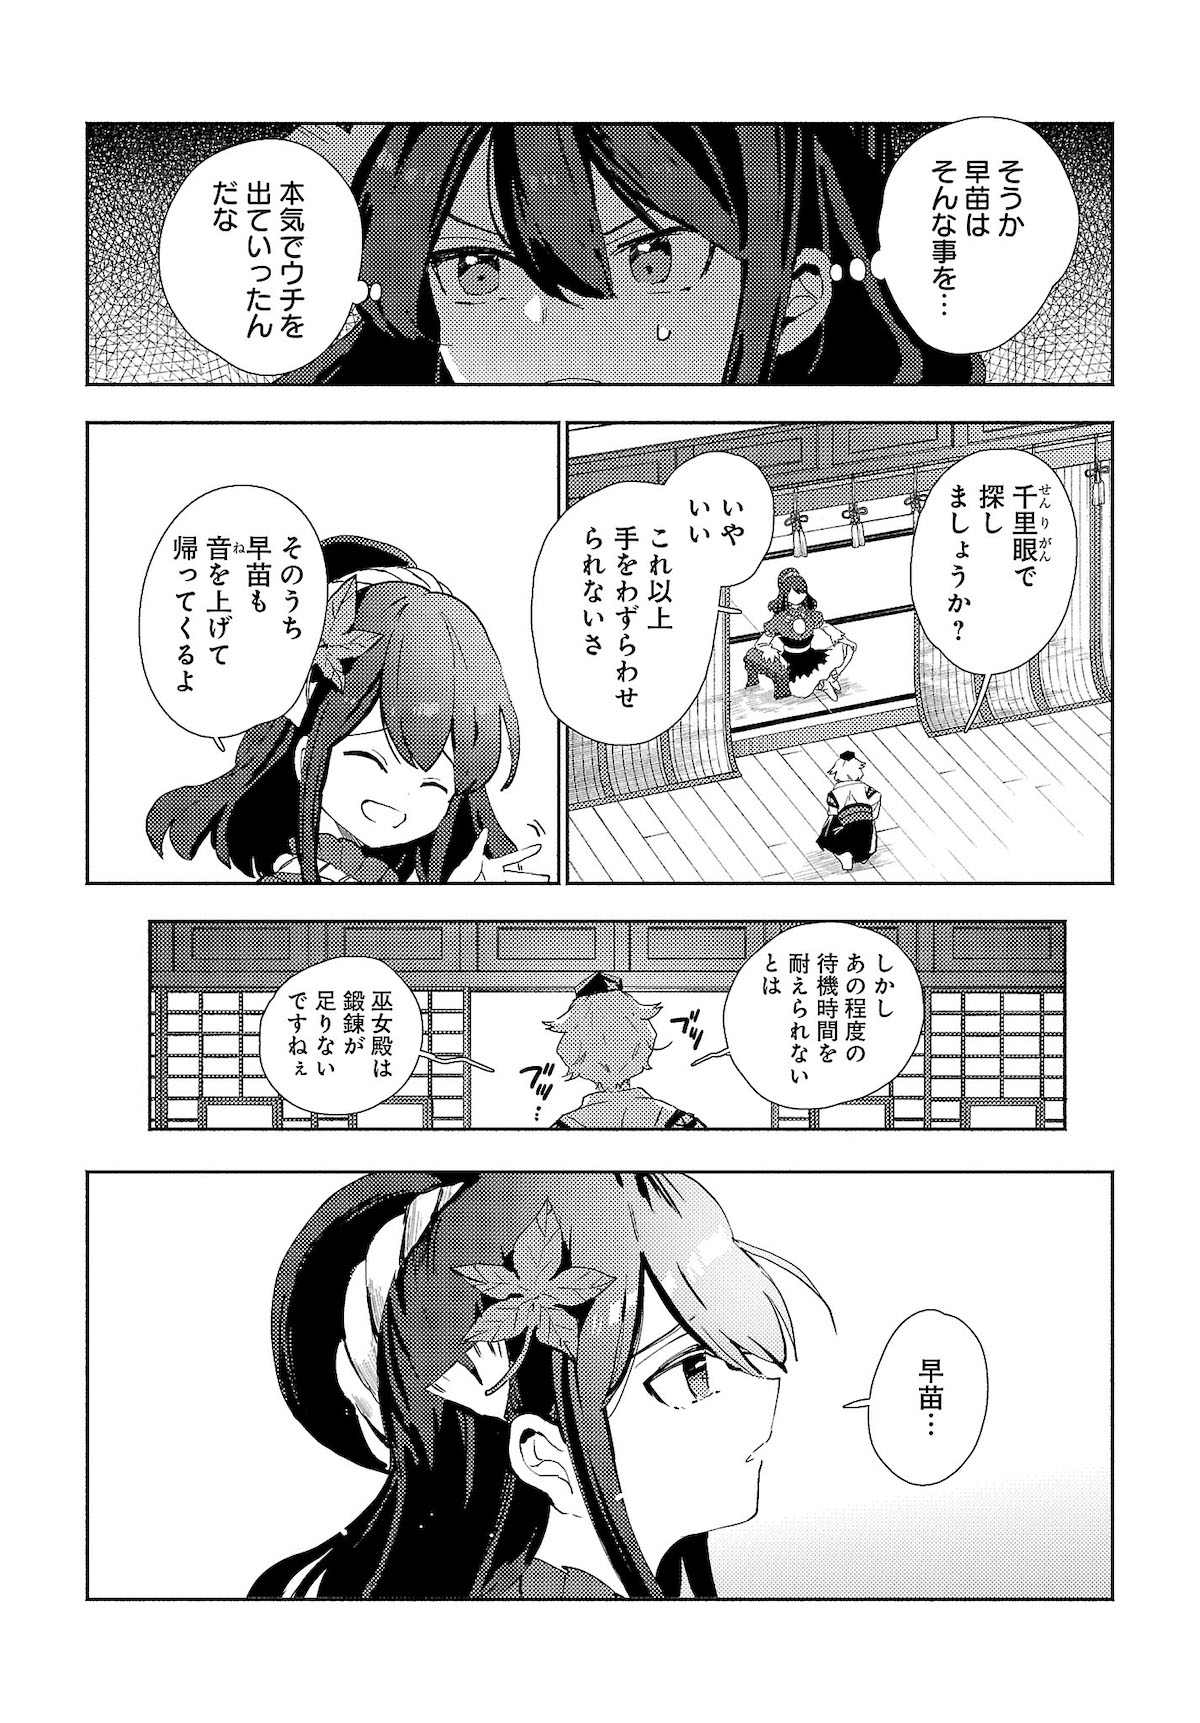 そうか
早苗は
そんな事を…
本気でウチを
出ていったん
だな
千里眼で
せんりがん
探し
ましょうか？
いや
いい
これ以上
手をわずらわせ
られないさ
そのうち
早苗も
音を上げて
ね
帰ってくるよ
しかし
あの程度の
待機時間を
耐えられない
とは
ブツ…
巫女殿は
鍛錬が
足りない
ですねぇ
ブツ…
早苗…